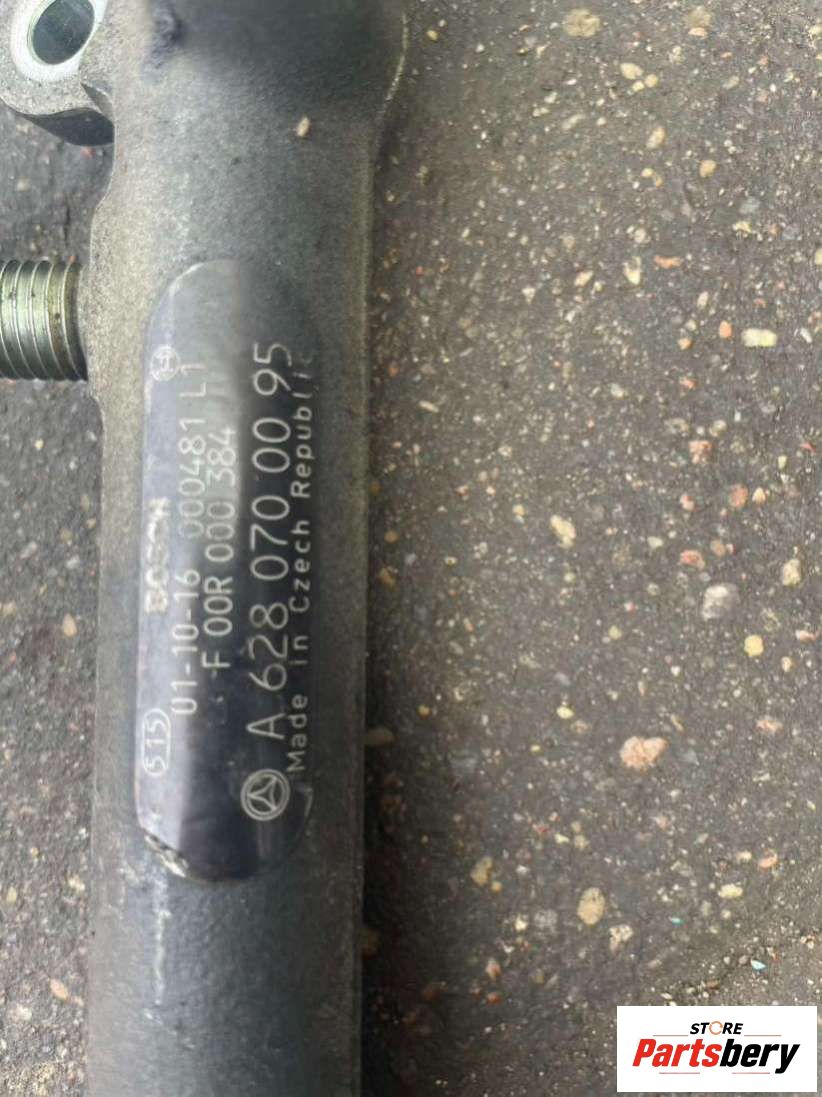 BOSCH
01-10-16 000481 L1
F 00R 000 384
515
A 628 070 00 95
Made in Czech Republic
STORE
Partsbery